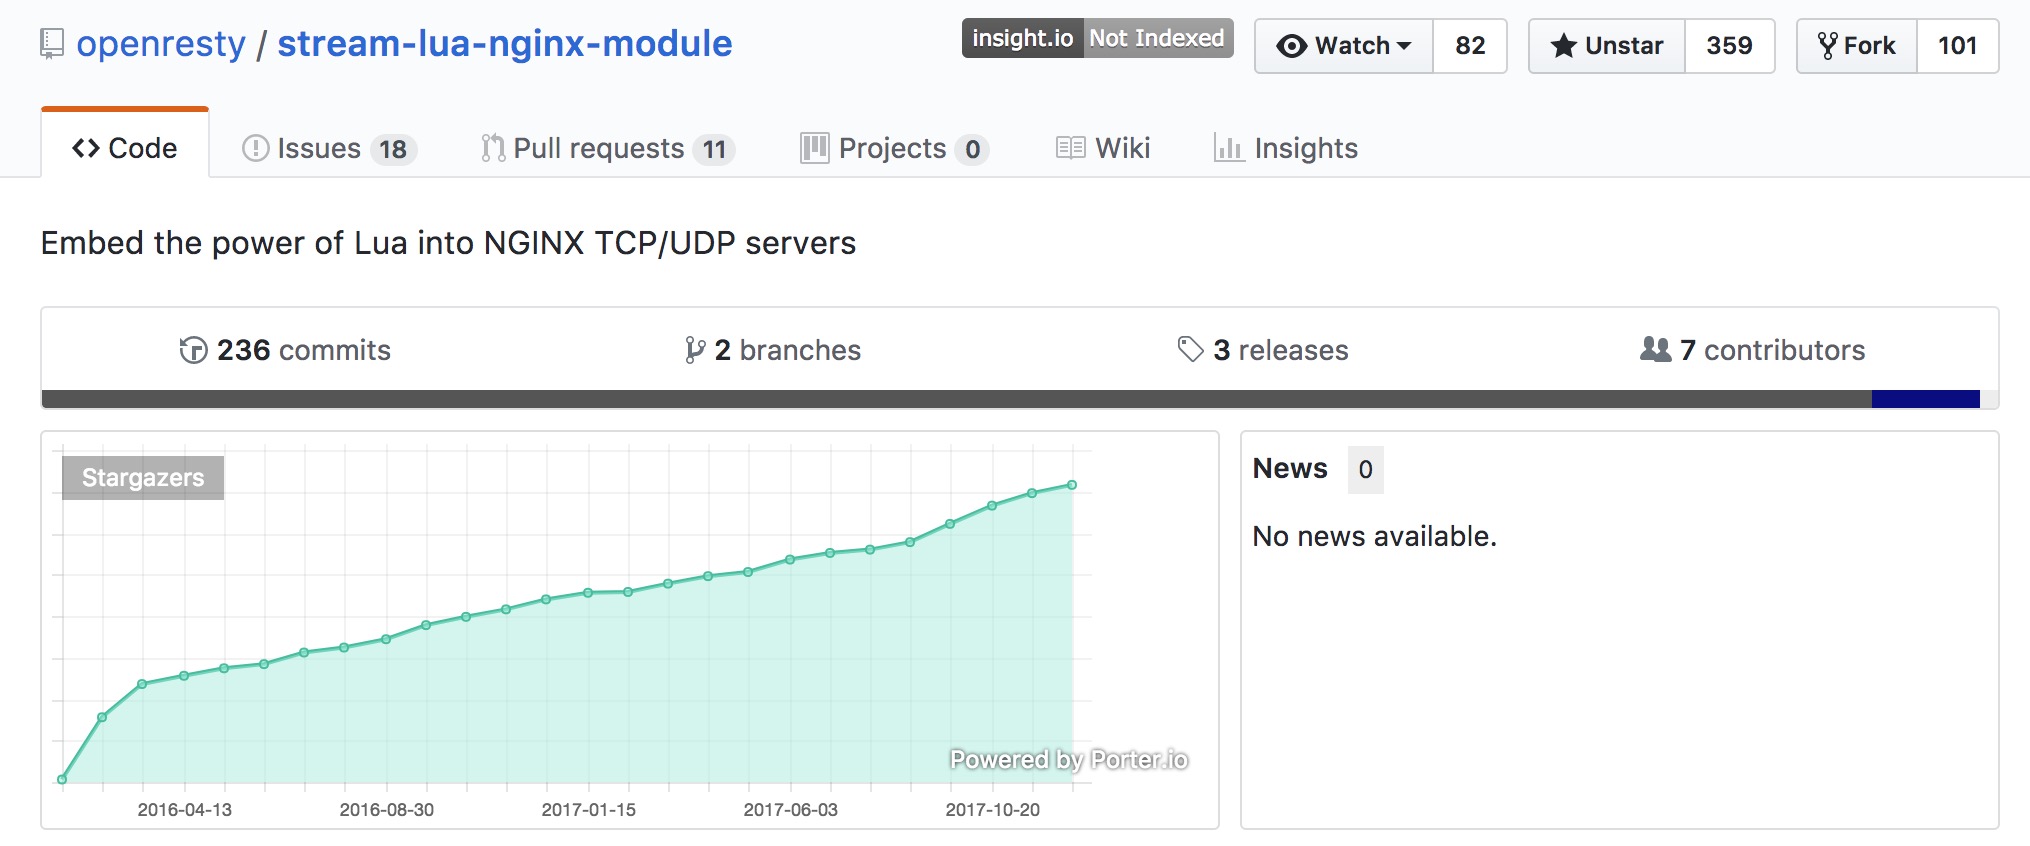 openresty / stream-lua-nginx-module
insight.io Not Indexed
Watch 82
Unstar 359
Fork 101
Code
Issues 18
Pull requests 11
Projects 0
Wiki
Insights
Embed the power of Lua into NGINX TCP/UDP servers
236 commits
2 branches
3 releases
7 contributors
Stargazers
Powered by Porter.io
2016-04-13
2016-08-30
2017-01-15
2017-06-03
2017-10-20
News 0
No news available.